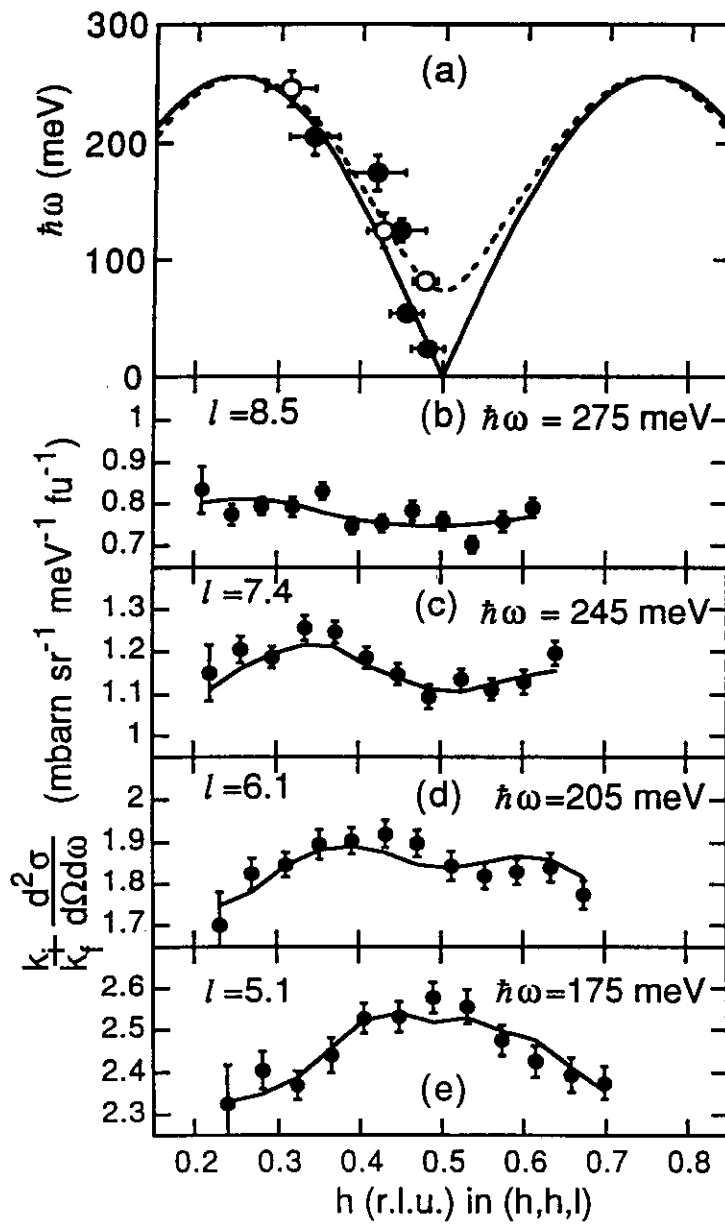 300
200
100
0
ħω (meV)
(a)
l =8.5
(b)
ħω = 275 meV
1
0.9
0.8
0.7
l =7.4
(c)
ħω = 245 meV
1.3
1.2
1.1
1
l =6.1
(d)
ħω=205 meV
2
1.9
1.8
1.7
l =5.1
ħω=175 meV
2.6
2.5
2.4
2.3
(e)
k_i/k_f d²σ/dΩdω (mbarn sr⁻¹ meV⁻¹ fu⁻¹)
0.2 0.3 0.4 0.5 0.6 0.7 0.8
h (r.l.u.) in (h,h,l)